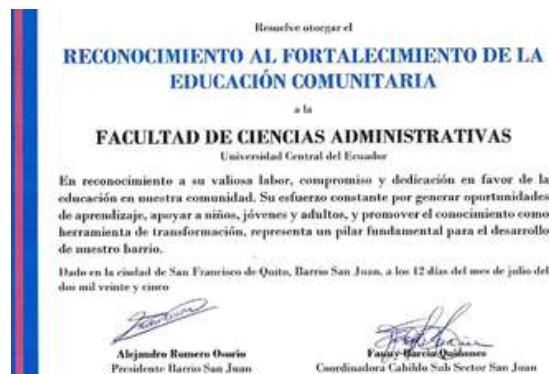 Resuelve otorgar el
RECONOCIMIENTO AL FORTALECIMIENTO DE LA
EDUCACIÓN COMUNITARIA
a la
FACULTAD DE CIENCIAS ADMINISTRATIVAS
Universidad Central del Ecuador
En reconocimiento a su valiosa labor, compromiso y dedicación en favor de la
educación en nuestra comunidad. Su esfuerzo constante por generar oportunidades
de aprendizaje, apoyar a niños, jóvenes y adultos, y promover el conocimiento como
herramienta de transformación, representa un pilar fundamental para el desarrollo
de nuestro barrio.
Dado en la ciudad de San Francisco de Quito, Barrio San Juan, a los 12 días del mes de julio del
dos mil veinte y cinco
Alejandro Romero Osorio
Presidente Barrio San Juan
Fanny García Quiñones
Coordinadora Cabildo Sub Sector San Juan